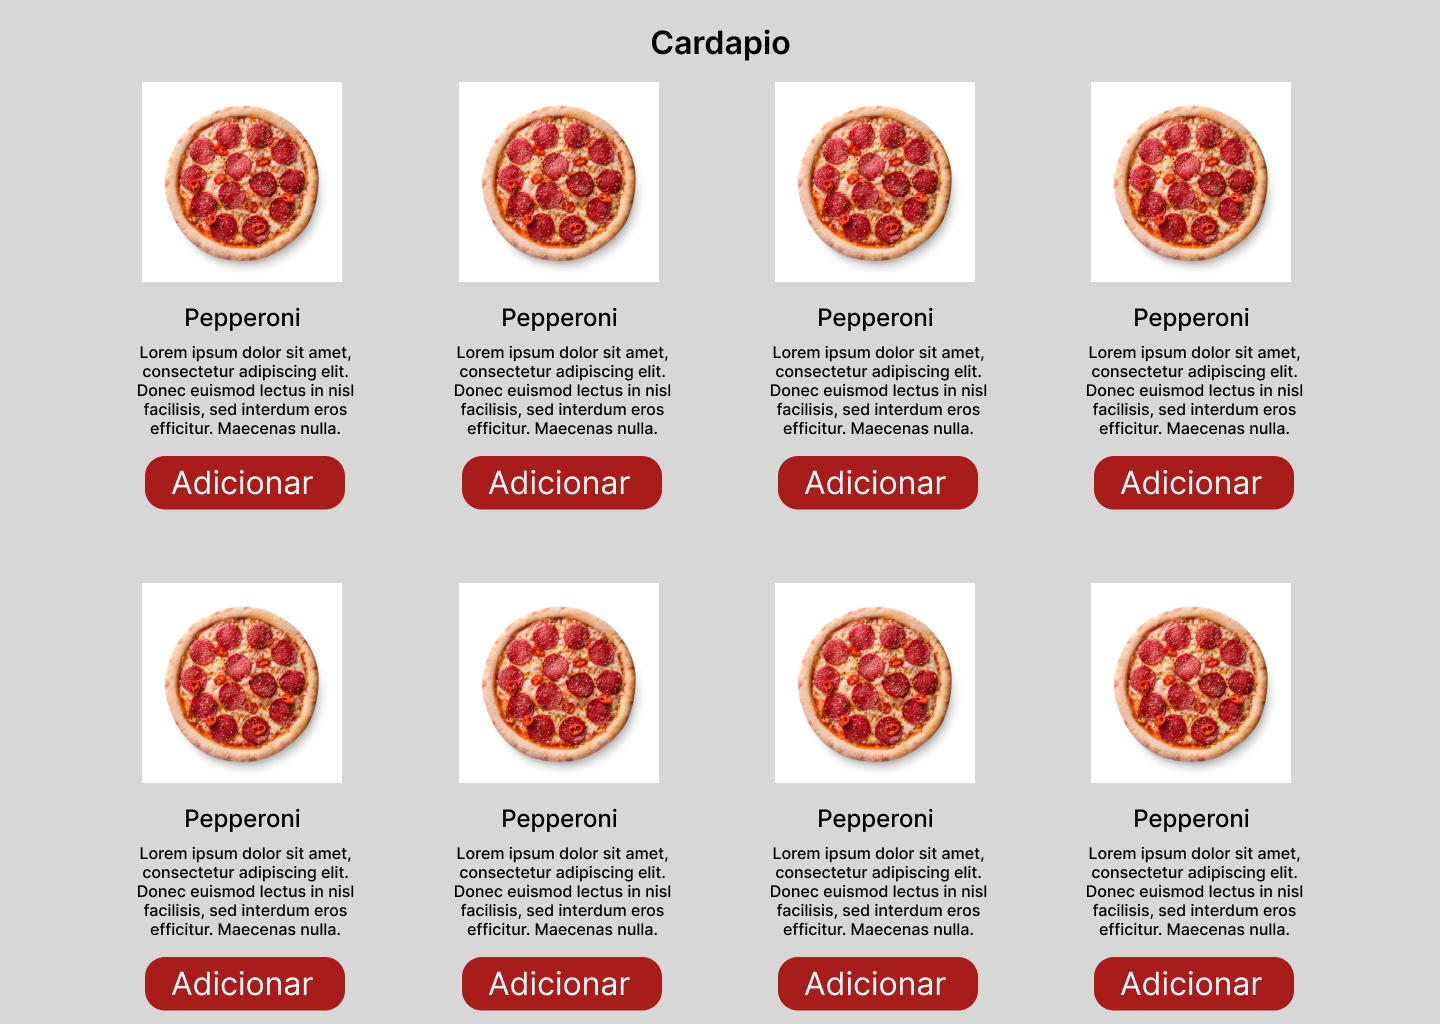 Cardapio
Pepperoni
Lorem ipsum dolor sit amet,
consectetur adipiscing elit.
Donec euismod lectus in nisl
facilisis, sed interdum eros
efficitur. Maecenas nulla.
Adicionar
Pepperoni
Lorem ipsum dolor sit amet,
consectetur adipiscing elit.
Donec euismod lectus in nisl
facilisis, sed interdum eros
efficitur. Maecenas nulla.
Adicionar
Pepperoni
Lorem ipsum dolor sit amet,
consectetur adipiscing elit.
Donec euismod lectus in nisl
facilisis, sed interdum eros
efficitur. Maecenas nulla.
Adicionar
Pepperoni
Lorem ipsum dolor sit amet,
consectetur adipiscing elit.
Donec euismod lectus in nisl
facilisis, sed interdum eros
efficitur. Maecenas nulla.
Adicionar
Pepperoni
Lorem ipsum dolor sit amet,
consectetur adipiscing elit.
Donec euismod lectus in nisl
facilisis, sed interdum eros
efficitur. Maecenas nulla.
Adicionar
Pepperoni
Lorem ipsum dolor sit amet,
consectetur adipiscing elit.
Donec euismod lectus in nisl
facilisis, sed interdum eros
efficitur. Maecenas nulla.
Adicionar
Pepperoni
Lorem ipsum dolor sit amet,
consectetur adipiscing elit.
Donec euismod lectus in nisl
facilisis, sed interdum eros
efficitur. Maecenas nulla.
Adicionar
Pepperoni
Lorem ipsum dolor sit amet,
consectetur adipiscing elit.
Donec euismod lectus in nisl
facilisis, sed interdum eros
efficitur. Maecenas nulla.
Adicionar